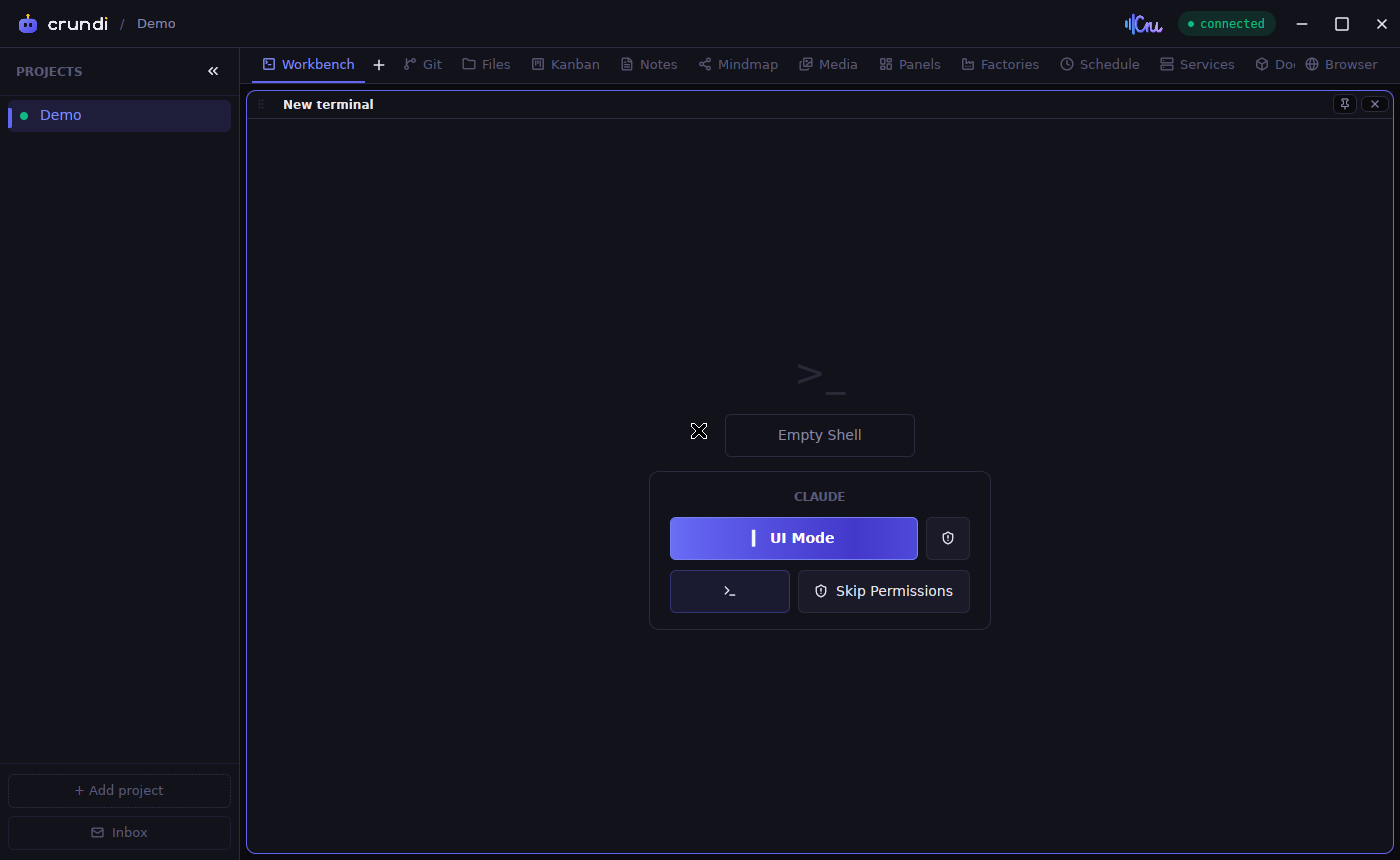 crundi / Demo
Cru
connected
PROJECTS
Workbench + Git Files Kanban Notes Mindmap Media Panels Factories Schedule Services Browser
Demo
New terminal
>_
Empty Shell
CLAUDE
UI Mode
Skip Permissions
+ Add project
Inbox